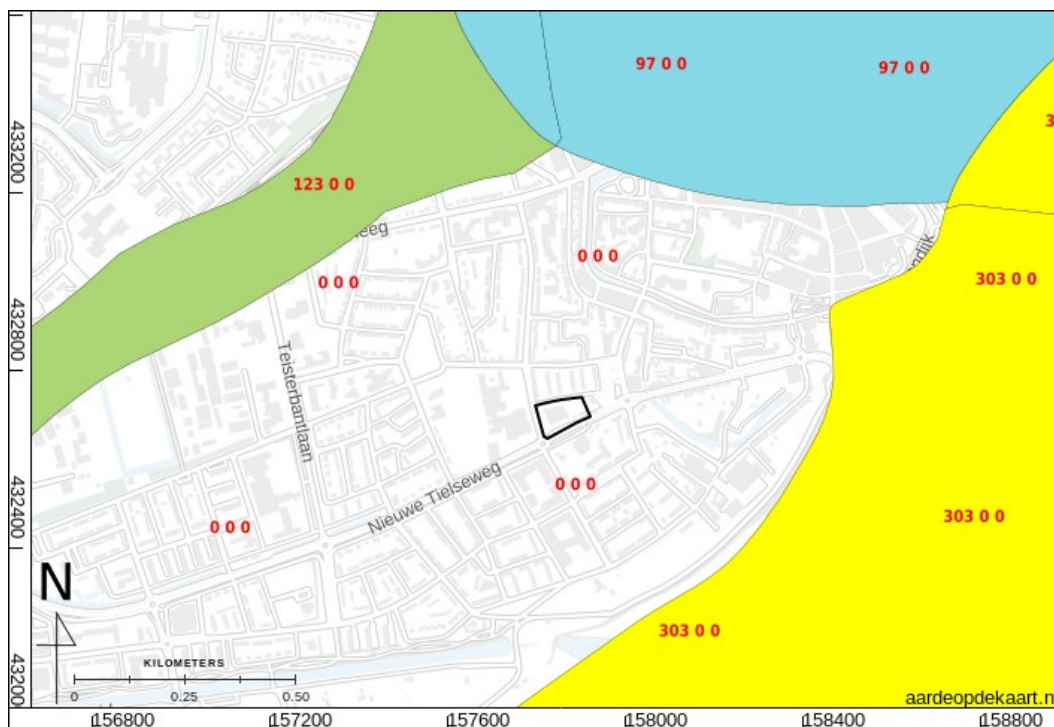 97 0 0
97 0 0
3
123 0 0
0 0 0
0 0 0
303 0 0
Teisterbantlaan
Nieuwe Tielseweg
0 0 0
0 0 0
303 0 0
303 0 0
N
KILOMETERS
0 0.25 0.50
aardeopdekaart.n
433200
432800
432400
43200
156800 157200 157600 158000 158400 158800